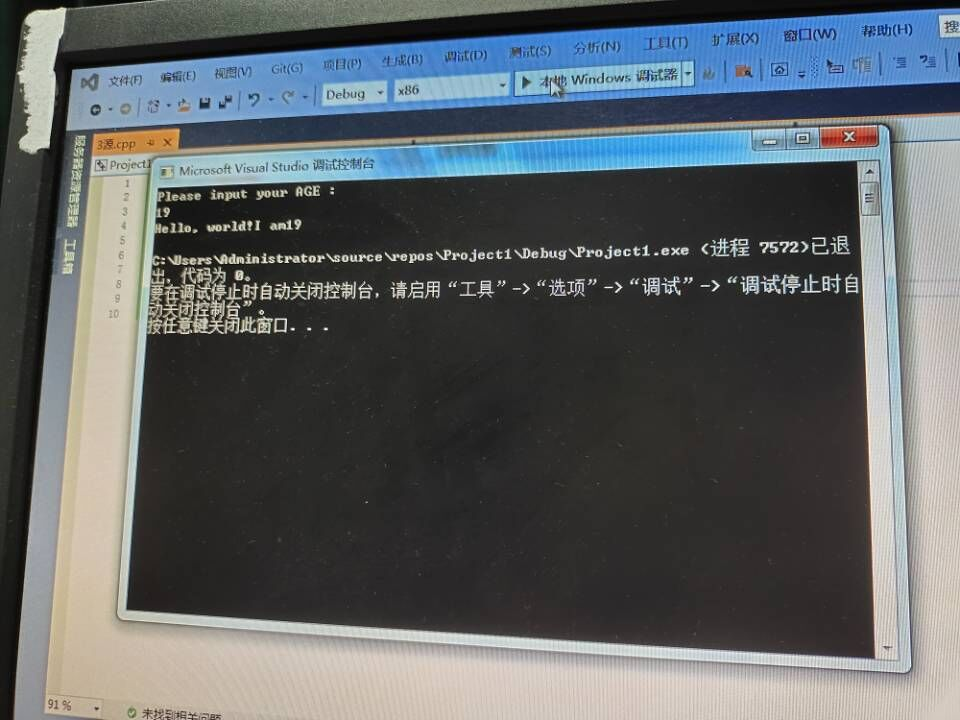 文件(F) 编辑(E) 视图(V) Git(G) 项目(P) 生成(B) 调试(D) 测试(S) 分析(N) 工具(T) 扩展(X) 窗口(W) 帮助(H) 搜
Debug x86 本地 Windows 调试器
服务器资源管理器 工具箱
3源.cpp
Project1
Microsoft Visual Studio 调试控制台
1
2
3
4
5
6
7
8
9
10
Please input your AGE :
19
Hello, world!I am19
C:\Users\Administrator\source\repos\Project1\Debug\Project1.exe (进程 7572)已退
出，代码为 0。
要在调试停止时自动关闭控制台，请启用“工具”->“选项”->“调试”->“调试停止时自
动关闭控制台”。
按任意键关闭此窗口. . .
91 %
未找到相关问题